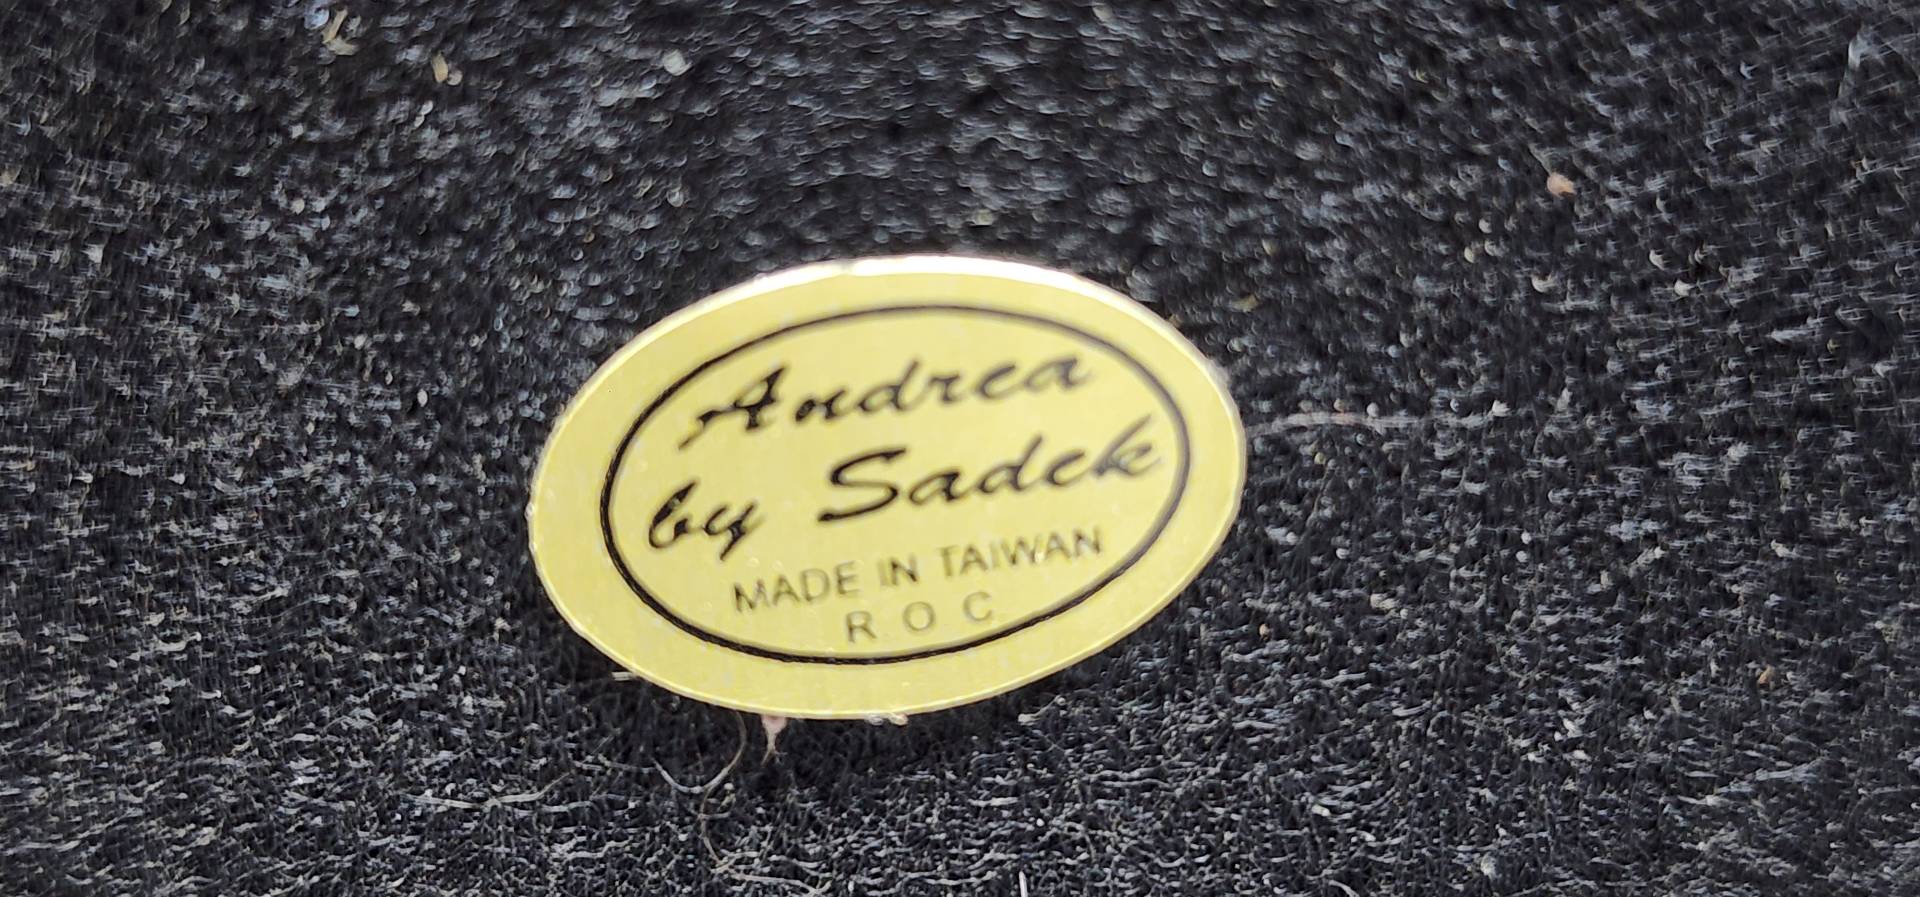 Andrea
by Sadek
MADE IN TAIWAN
R O C